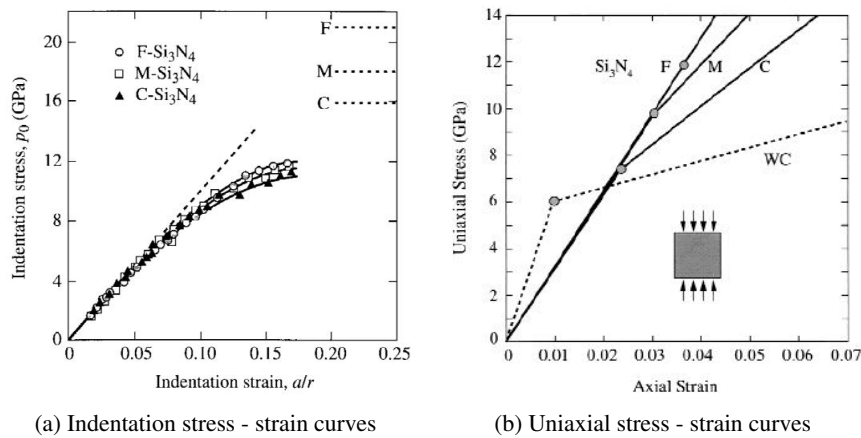 20
16
12
8
4
0
Indentation stress, p₀ (GPa)
F-Si₃N₄
M-Si₃N₄
C-Si₃N₄
F
M
C
0 0.05 0.10 0.15 0.20 0.25
Indentation strain, a/r
(a) Indentation stress - strain curves
14
12
10
8
6
4
2
0
Uniaxial Stress (GPa)
Si₃N₄ F M C
WC
0 0.01 0.02 0.03 0.04 0.05 0.06 0.07
Axial Strain
(b) Uniaxial stress - strain curves